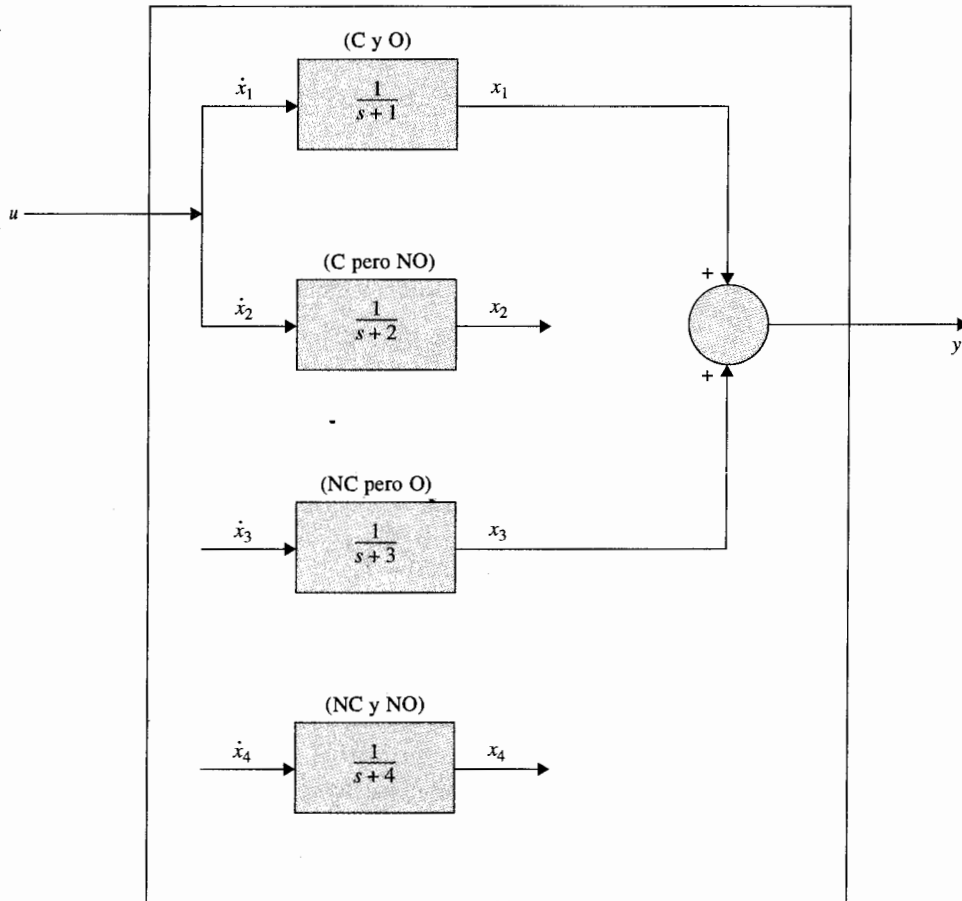 (C y O)
ẋ₁ 1/(s + 1) x₁
u
(C pero NO)
ẋ₂ 1/(s + 2) x₂
+
+
y
(NC pero O)
ẋ₃ 1/(s + 3) x₃
(NC y NO)
ẋ₄ 1/(s + 4) x₄